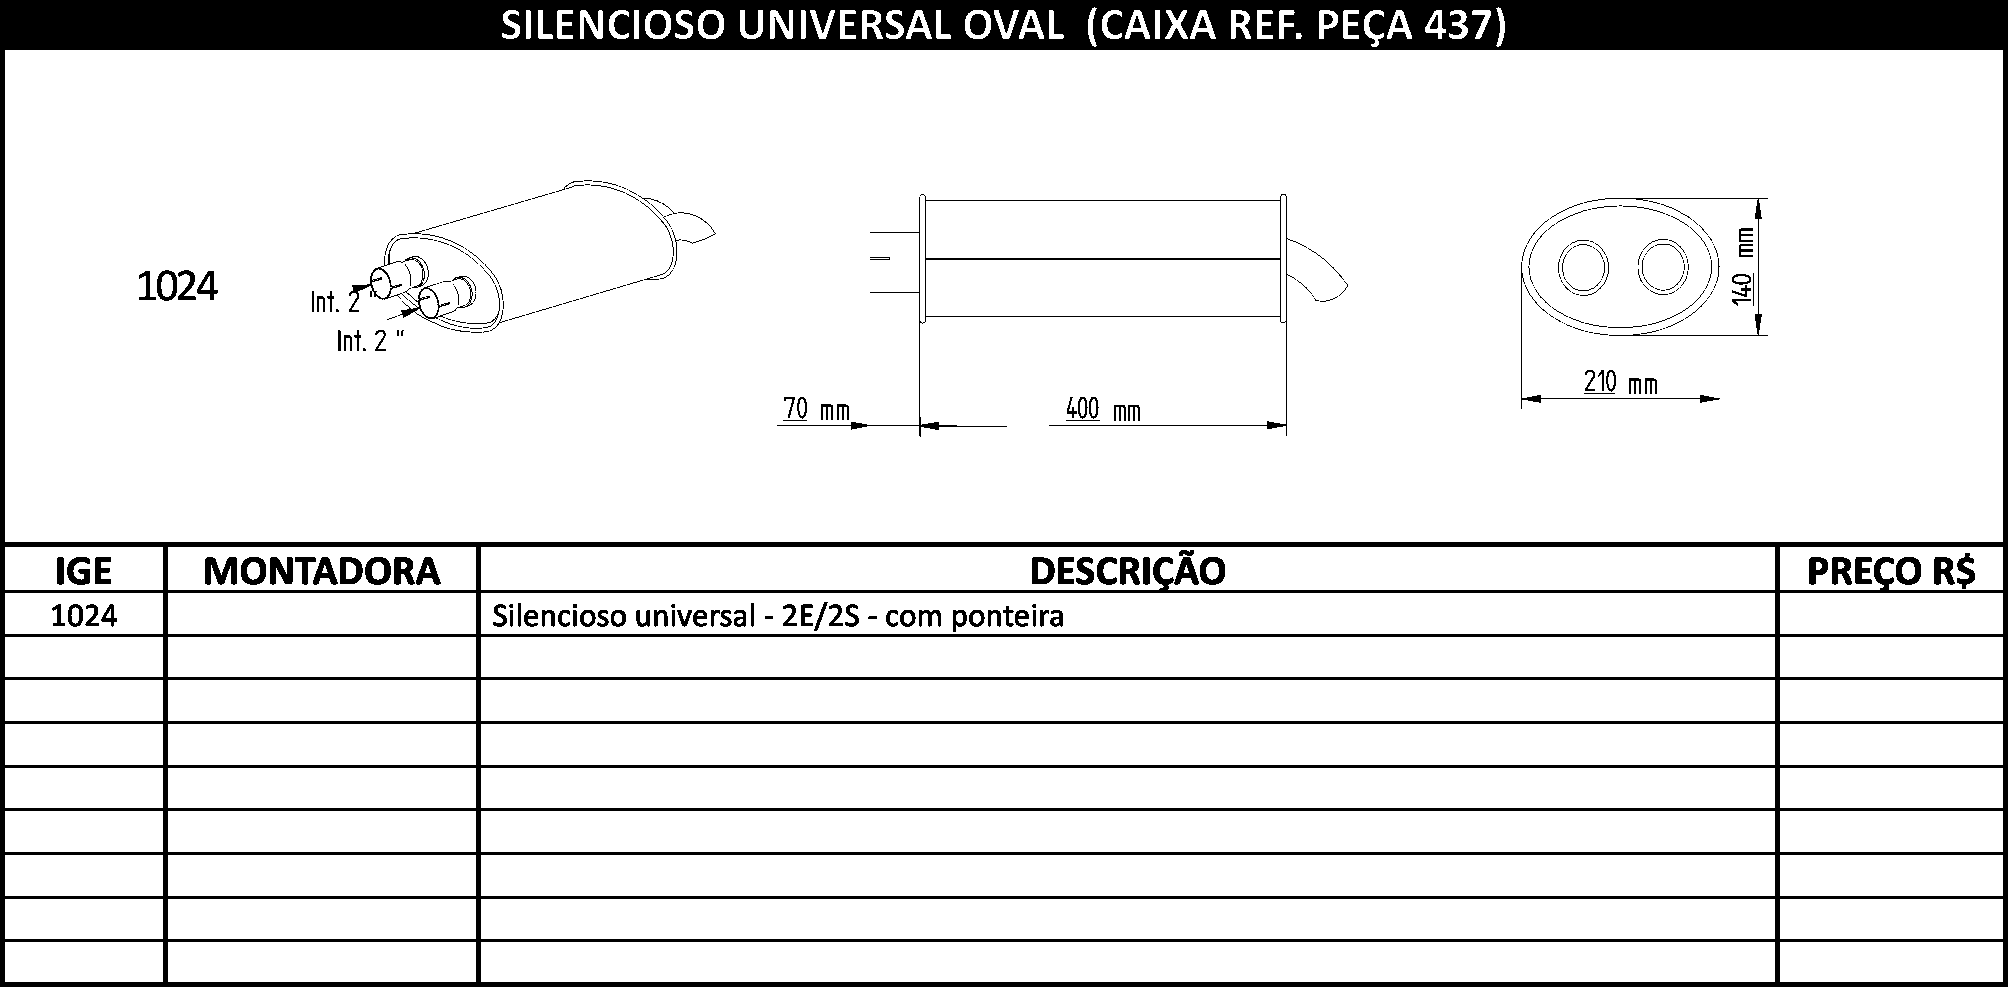 SILENCIOSO UNIVERSAL OVAL (CAIXA REF. PEÇA 437)
1024
Int. 2 "
Int. 2 "
70 mm
400 mm
210 mm
140 mm
IGE MONTADORA DESCRIÇÃO PREÇO R$
1024 Silencioso universal - 2E/2S - com ponteira